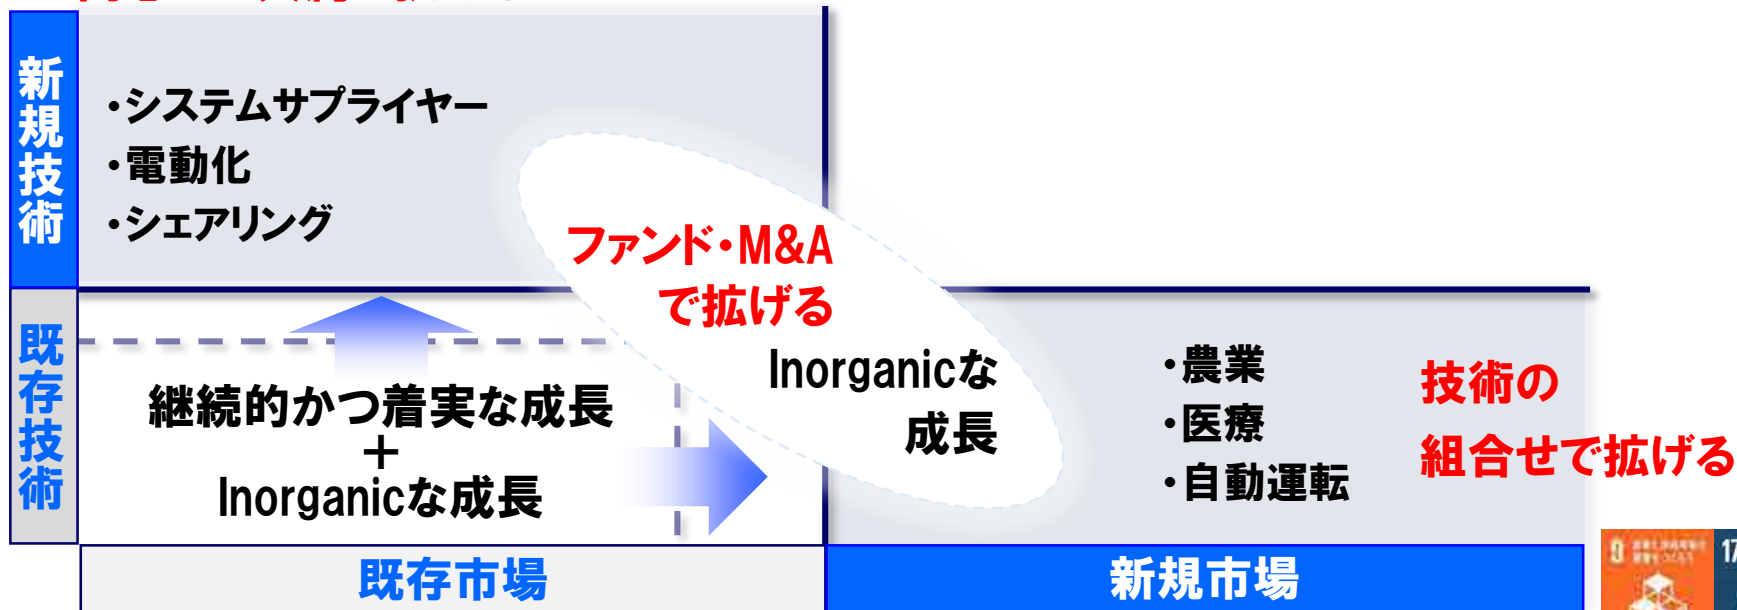 新規技術
・システムサプライヤー
・電動化
・シェアリング
ファンド・M&A
で拡げる
既存技術
継続的かつ着実な成長
＋
Inorganicな成長
Inorganicな
成長
・農業
・医療
・自動運転
技術の
組合せで拡げる
既存市場
新規市場
9
17